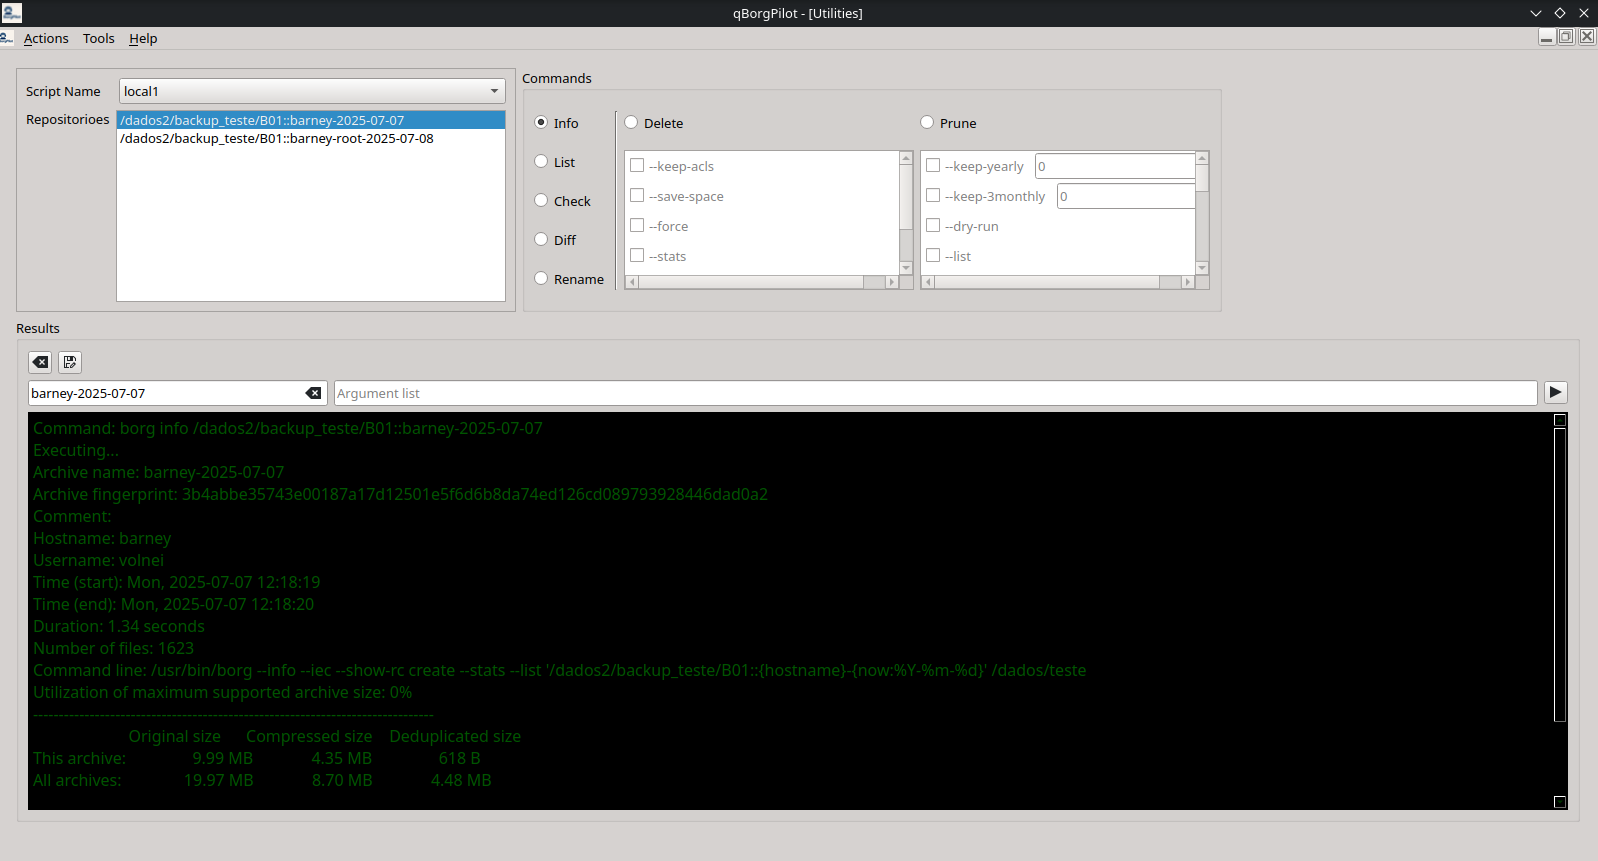 qBorgPilot - [Utilities]
Actions Tools Help
Script Name local1
Repositorioes /dados2/backup_teste/B01::barney-2025-07-07
/dados2/backup_teste/B01::barney-root-2025-07-08
Commands
Info
List
Check
Diff
Rename
Delete
--keep-acls
--save-space
--force
--stats
Prune
--keep-yearly 0
--keep-3monthly 0
--dry-run
--list
Results
barney-2025-07-07 Argument list
Command: borg info /dados2/backup_teste/B01::barney-2025-07-07
Executing...
Archive name: barney-2025-07-07
Archive fingerprint: 3b4abbe35743e00187a17d12501e5f6d6b8da74ed126cd089793928446dad0a2
Comment:
Hostname: barney
Username: volnei
Time (start): Mon, 2025-07-07 12:18:19
Time (end): Mon, 2025-07-07 12:18:20
Duration: 1.34 seconds
Number of files: 1623
Command line: /usr/bin/borg --info --iec --show-rc create --stats --list '/dados2/backup_teste/B01::{hostname}-{now:%Y-%m-%d}' /dados/teste
Utilization of maximum supported archive size: 0%
------------------------------------------------------------------------------
Original size Compressed size Deduplicated size
This archive: 9.99 MB 4.35 MB 618 B
All archives: 19.97 MB 8.70 MB 4.48 MB